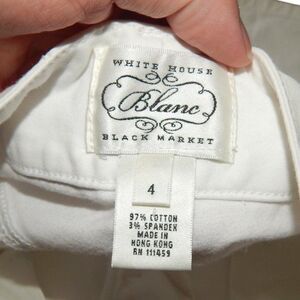 WHITE HOUSE
Blanc
BLACK MARKET
4
97% COTTON
3% SPANDEX
MADE IN
HONG KONG
RN 111459